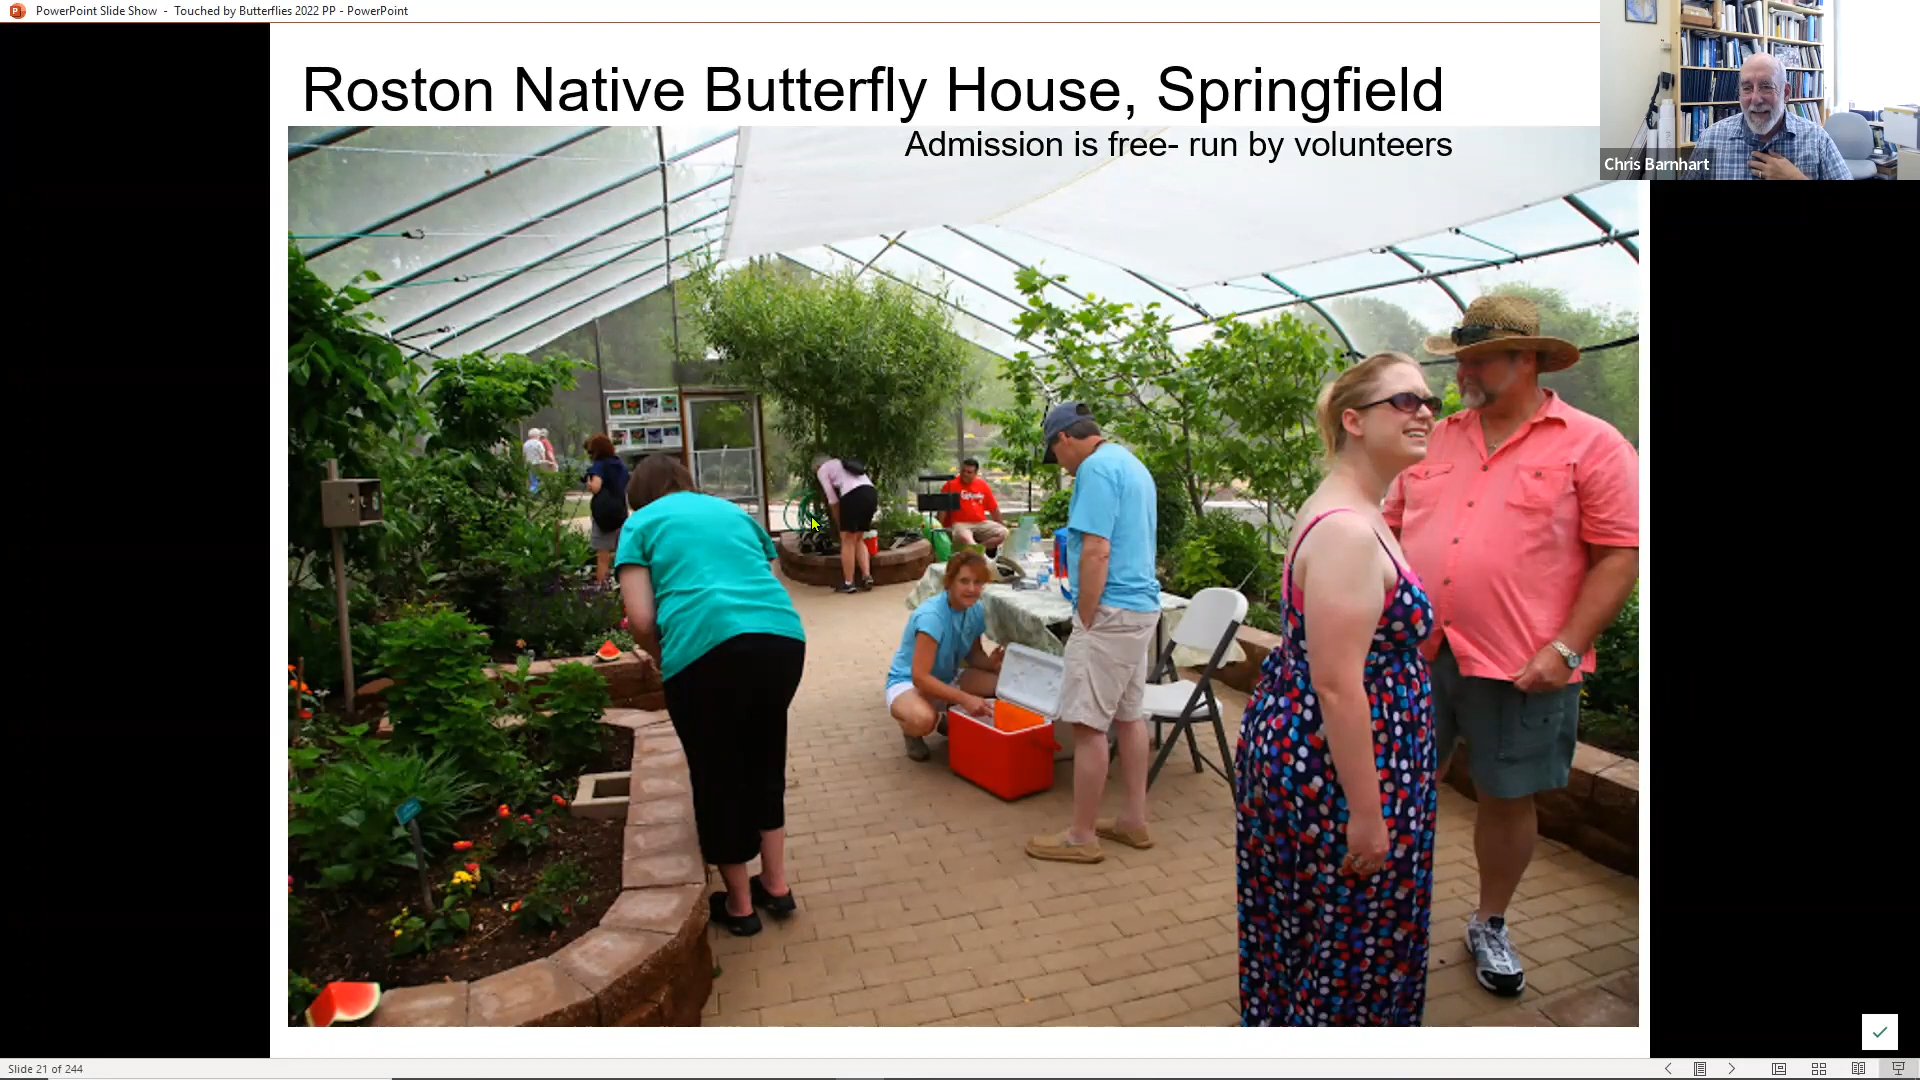 PowerPoint Slide Show - Touched by Butterflies 2022 PP - PowerPoint
Roston Native Butterfly House, Springfield
Admission is free- run by volunteers
Chris Barnhart
Slide 21 of 244